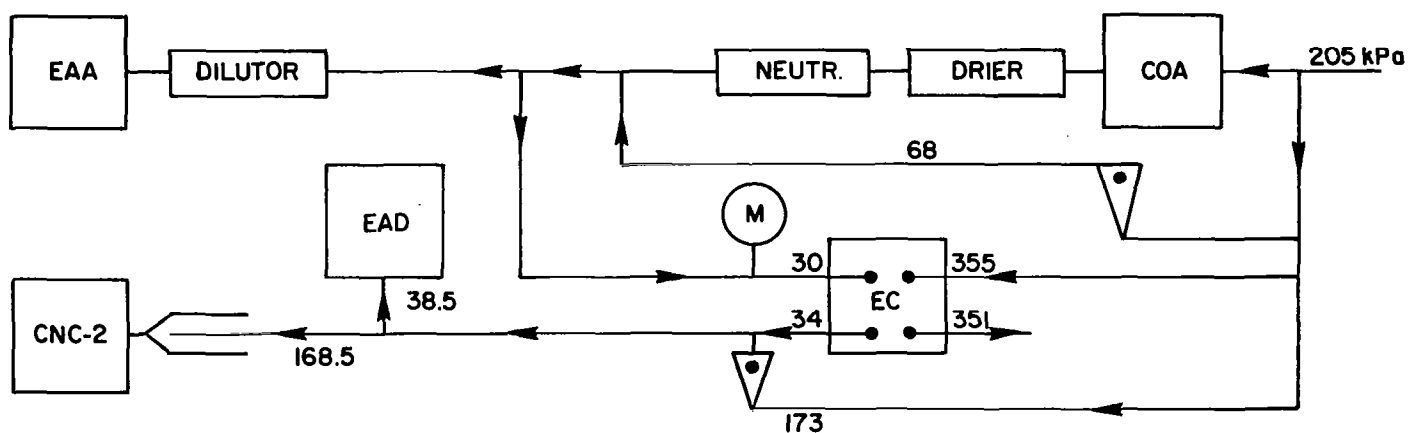 EAA
DILUTOR
NEUTR.
DRIER
COA
205 kPa
68
M
EAD
30
355
EC
38.5
34
351
CNC-2
168.5
173